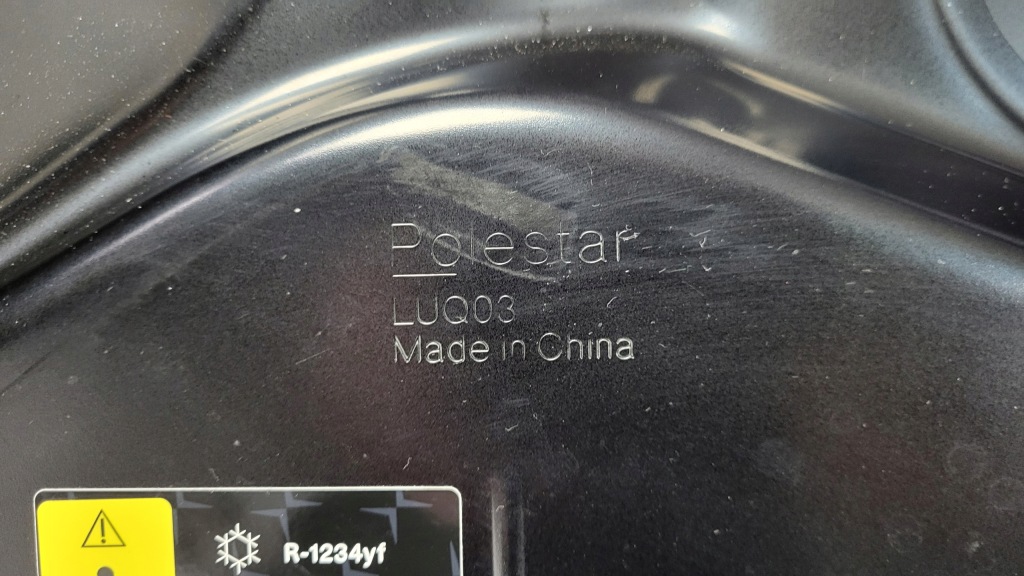 Polestar
LUQ03
Made in China
R-1234yf